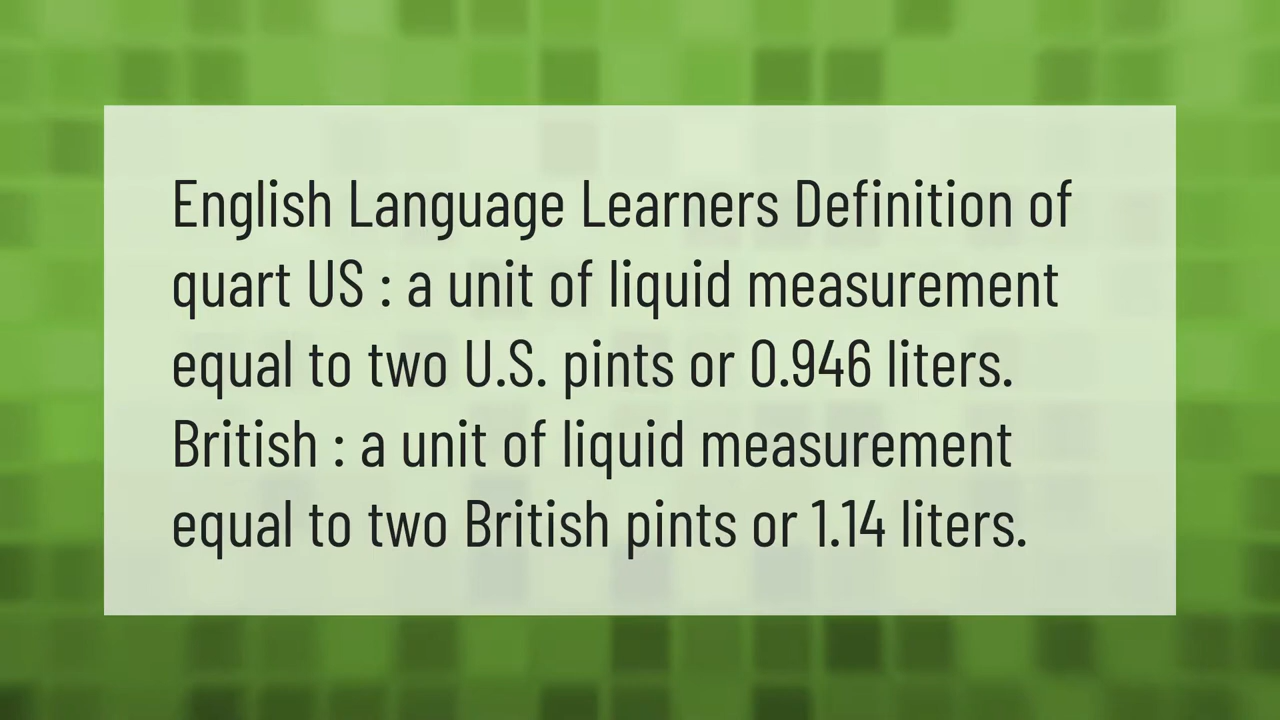 English Language Learners Definition of
quart US : a unit of liquid measurement
equal to two U.S. pints or 0.946 liters.
British : a unit of liquid measurement
equal to two British pints or 1.14 liters.